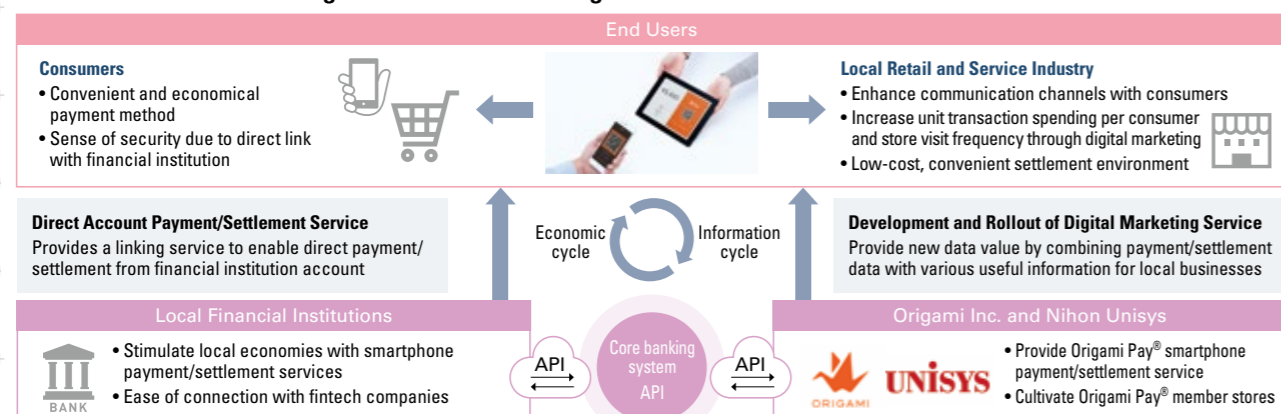 End Users
Consumers
• Convenient and economical
payment method
• Sense of security due to direct link
with financial institution
Local Retail and Service Industry
• Enhance communication channels with consumers
• Increase unit transaction spending per consumer
and store visit frequency through digital marketing
• Low-cost, convenient settlement environment
Direct Account Payment/Settlement Service
Provides a linking service to enable direct payment/
settlement from financial institution account
Economic
cycle
Information
cycle
Development and Rollout of Digital Marketing Service
Provide new data value by combining payment/settlement
data with various useful information for local businesses
Local Financial Institutions
BANK
• Stimulate local economies with smartphone
payment/settlement services
• Ease of connection with fintech companies
API
Core banking
system
API
API
Origami Inc. and Nihon Unisys
ORIGAMI
UNISYS
• Provide Origami Pay® smartphone
payment/settlement service
• Cultivate Origami Pay® member stores